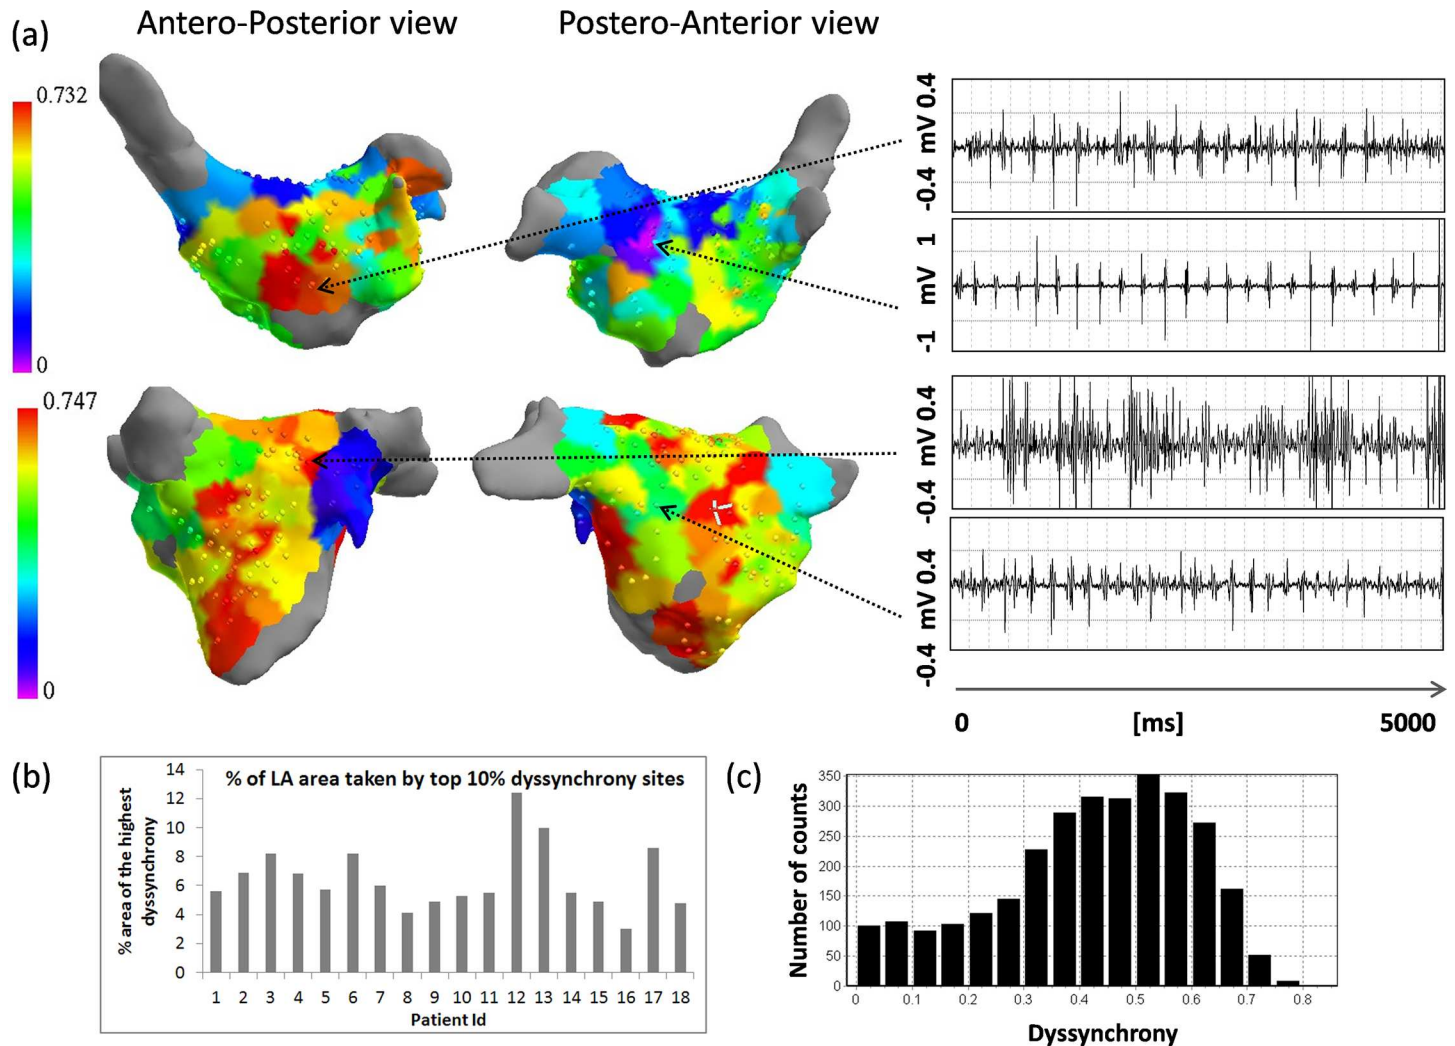 (a)
Antero-Posterior view
Postero-Anterior view
0.732
0
-0.4 mV 0.4
-1 mV 1
0.747
0
-0.4 mV 0.4
-0.4 mV 0.4
0 [ms] 5000
(b)
% of LA area taken by top 10% dyssynchrony sites
% area of the highest
dyssynchrony
14
12
10
8
6
4
2
0
1 2 3 4 5 6 7 8 9 10 11 12 13 14 15 16 17 18
Patient Id
(c)
Number of counts
350
300
250
200
150
100
50
0
0 0.1 0.2 0.3 0.4 0.5 0.6 0.7 0.8
Dyssynchrony